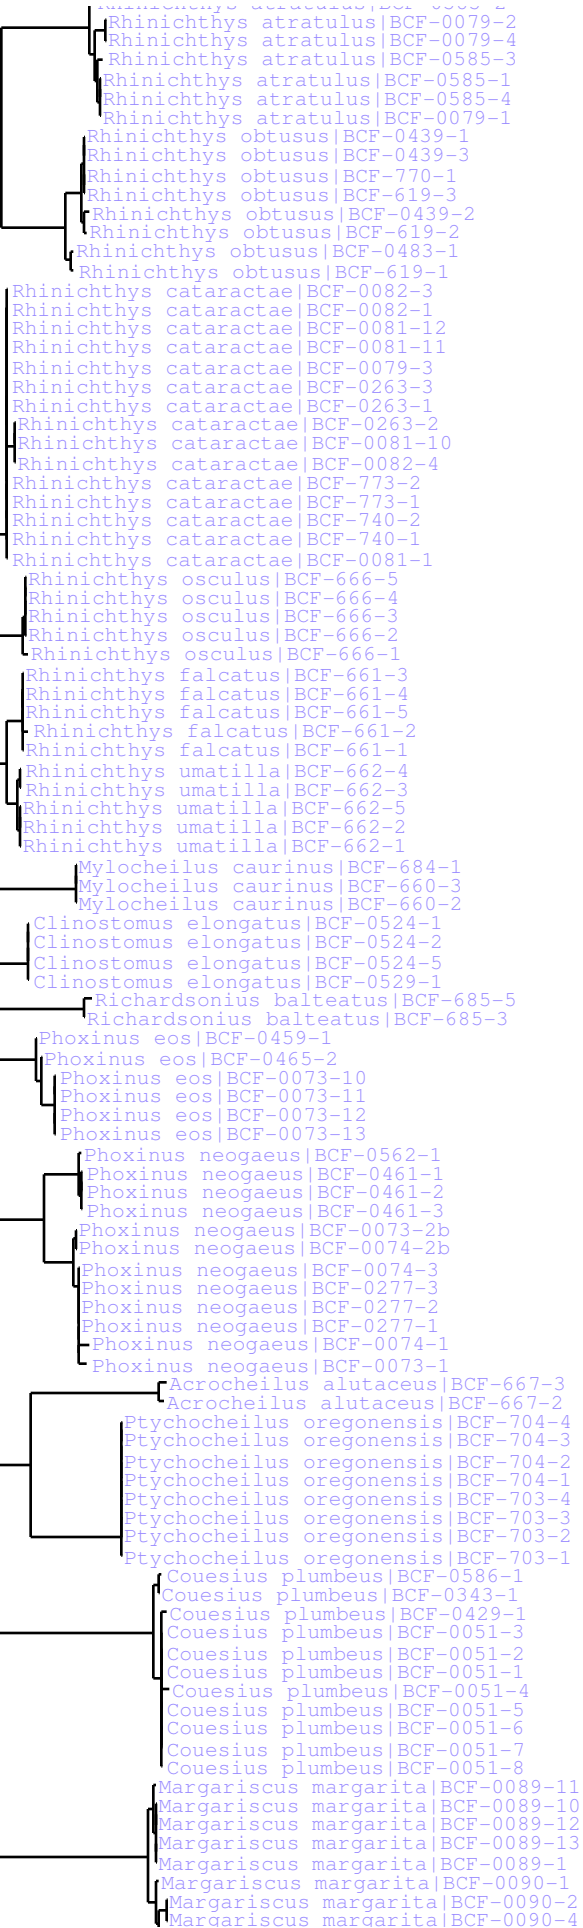 Rhinichthys atratulus|BCF-0079-2
Rhinichthys atratulus|BCF-0079-4
Rhinichthys atratulus|BCF-0585-3
Rhinichthys atratulus|BCF-0585-1
Rhinichthys atratulus|BCF-0585-4
Rhinichthys atratulus|BCF-0079-1
Rhinichthys obtusus|BCF-0439-1
Rhinichthys obtusus|BCF-0439-3
Rhinichthys obtusus|BCF-770-1
Rhinichthys obtusus|BCF-619-3
Rhinichthys obtusus|BCF-0439-2
Rhinichthys obtusus|BCF-619-2
Rhinichthys obtusus|BCF-0483-1
Rhinichthys obtusus|BCF-619-1
Rhinichthys cataractae|BCF-0082-3
Rhinichthys cataractae|BCF-0082-1
Rhinichthys cataractae|BCF-0081-12
Rhinichthys cataractae|BCF-0081-11
Rhinichthys cataractae|BCF-0079-3
Rhinichthys cataractae|BCF-0263-3
Rhinichthys cataractae|BCF-0263-1
Rhinichthys cataractae|BCF-0263-2
Rhinichthys cataractae|BCF-0081-10
Rhinichthys cataractae|BCF-0082-4
Rhinichthys cataractae|BCF-773-2
Rhinichthys cataractae|BCF-773-1
Rhinichthys cataractae|BCF-740-2
Rhinichthys cataractae|BCF-740-1
Rhinichthys cataractae|BCF-0081-1
Rhinichthys osculus|BCF-666-5
Rhinichthys osculus|BCF-666-4
Rhinichthys osculus|BCF-666-3
Rhinichthys osculus|BCF-666-2
Rhinichthys osculus|BCF-666-1
Rhinichthys falcatus|BCF-661-3
Rhinichthys falcatus|BCF-661-4
Rhinichthys falcatus|BCF-661-5
Rhinichthys falcatus|BCF-661-2
Rhinichthys falcatus|BCF-661-1
Rhinichthys umatilla|BCF-662-4
Rhinichthys umatilla|BCF-662-3
Rhinichthys umatilla|BCF-662-5
Rhinichthys umatilla|BCF-662-2
Rhinichthys umatilla|BCF-662-1
Mylocheilus caurinus|BCF-684-1
Mylocheilus caurinus|BCF-660-3
Mylocheilus caurinus|BCF-660-2
Clinostomus elongatus|BCF-0524-1
Clinostomus elongatus|BCF-0524-2
Clinostomus elongatus|BCF-0524-5
Clinostomus elongatus|BCF-0529-1
Richardsonius balteatus|BCF-685-5
Richardsonius balteatus|BCF-685-3
Phoxinus eos|BCF-0459-1
Phoxinus eos|BCF-0465-2
Phoxinus eos|BCF-0073-10
Phoxinus eos|BCF-0073-11
Phoxinus eos|BCF-0073-12
Phoxinus eos|BCF-0073-13
Phoxinus neogaeus|BCF-0562-1
Phoxinus neogaeus|BCF-0461-1
Phoxinus neogaeus|BCF-0461-2
Phoxinus neogaeus|BCF-0461-3
Phoxinus neogaeus|BCF-0073-2b
Phoxinus neogaeus|BCF-0074-2b
Phoxinus neogaeus|BCF-0074-3
Phoxinus neogaeus|BCF-0277-3
Phoxinus neogaeus|BCF-0277-2
Phoxinus neogaeus|BCF-0277-1
Phoxinus neogaeus|BCF-0074-1
Phoxinus neogaeus|BCF-0073-1
Acrocheilus alutaceus|BCF-667-3
Acrocheilus alutaceus|BCF-667-2
Ptychocheilus oregonensis|BCF-704-4
Ptychocheilus oregonensis|BCF-704-3
Ptychocheilus oregonensis|BCF-704-2
Ptychocheilus oregonensis|BCF-704-1
Ptychocheilus oregonensis|BCF-703-4
Ptychocheilus oregonensis|BCF-703-3
Ptychocheilus oregonensis|BCF-703-2
Ptychocheilus oregonensis|BCF-703-1
Couesius plumbeus|BCF-0586-1
Couesius plumbeus|BCF-0343-1
Couesius plumbeus|BCF-0429-1
Couesius plumbeus|BCF-0051-3
Couesius plumbeus|BCF-0051-2
Couesius plumbeus|BCF-0051-1
Couesius plumbeus|BCF-0051-4
Couesius plumbeus|BCF-0051-5
Couesius plumbeus|BCF-0051-6
Couesius plumbeus|BCF-0051-7
Couesius plumbeus|BCF-0051-8
Margariscus margarita|BCF-0089-11
Margariscus margarita|BCF-0089-10
Margariscus margarita|BCF-0089-12
Margariscus margarita|BCF-0089-13
Margariscus margarita|BCF-0089-1
Margariscus margarita|BCF-0090-1
Margariscus margarita|BCF-0090-2
Margariscus margarita|BCF-0090-4